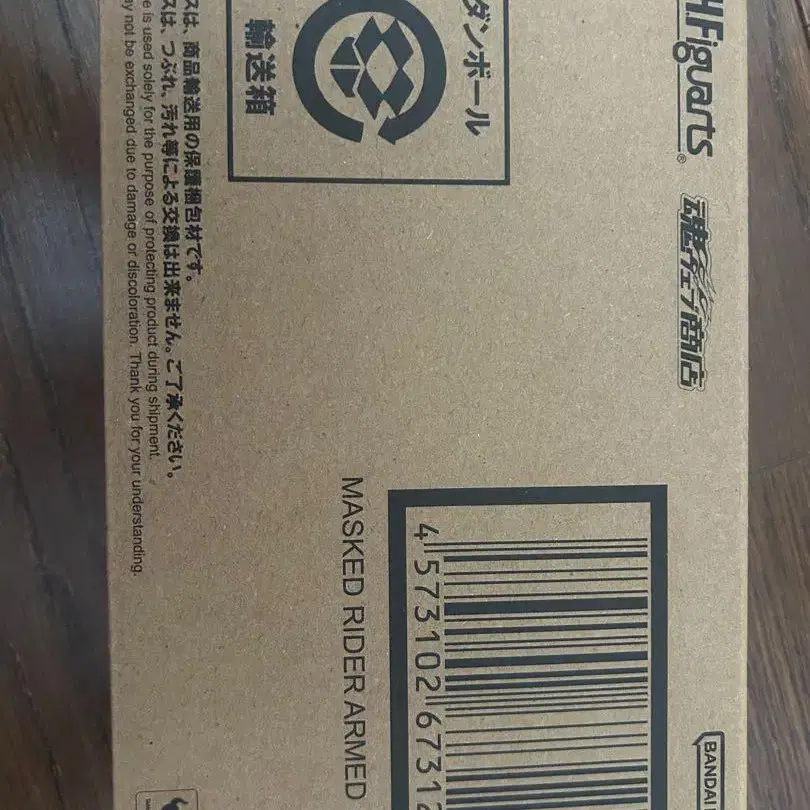 H.Figuarts®
魂ウェブ商店
ダンボール
輸送箱
スは、商品輸送用の保護梱包材です。
スは、つぶれ、汚れ等による交換は出来ません。ご了承ください。
e is used solely for the purpose of protecting product during shipment.
ay not be exchanged due to damage or discoloration. Thank you for your understanding.
4 573102 67312
MASKED RIDER ARMED
BANDAI